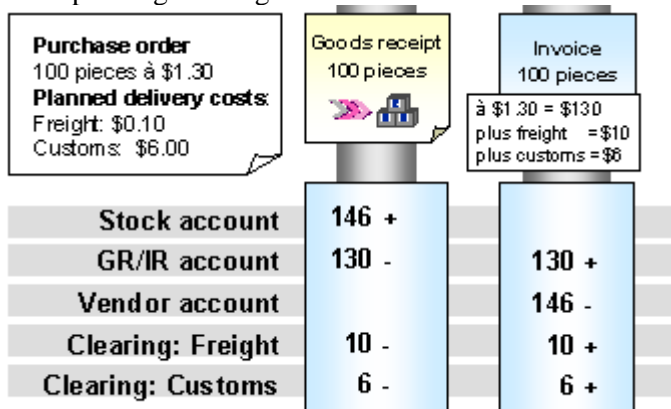 Purchase order
100 pieces à $1.30
Planned delivery costs:
Freight: $0.10
Customs: $6.00
Goods receipt
100 pieces
Invoice
100 pieces
à $1.30 = $130
plus freight = $10
plus customs = $6
Stock account 146 +
GR/IR account 130 - 130 +
Vendor account 146 -
Clearing: Freight 10 - 10 +
Clearing: Customs 6 - 6 +